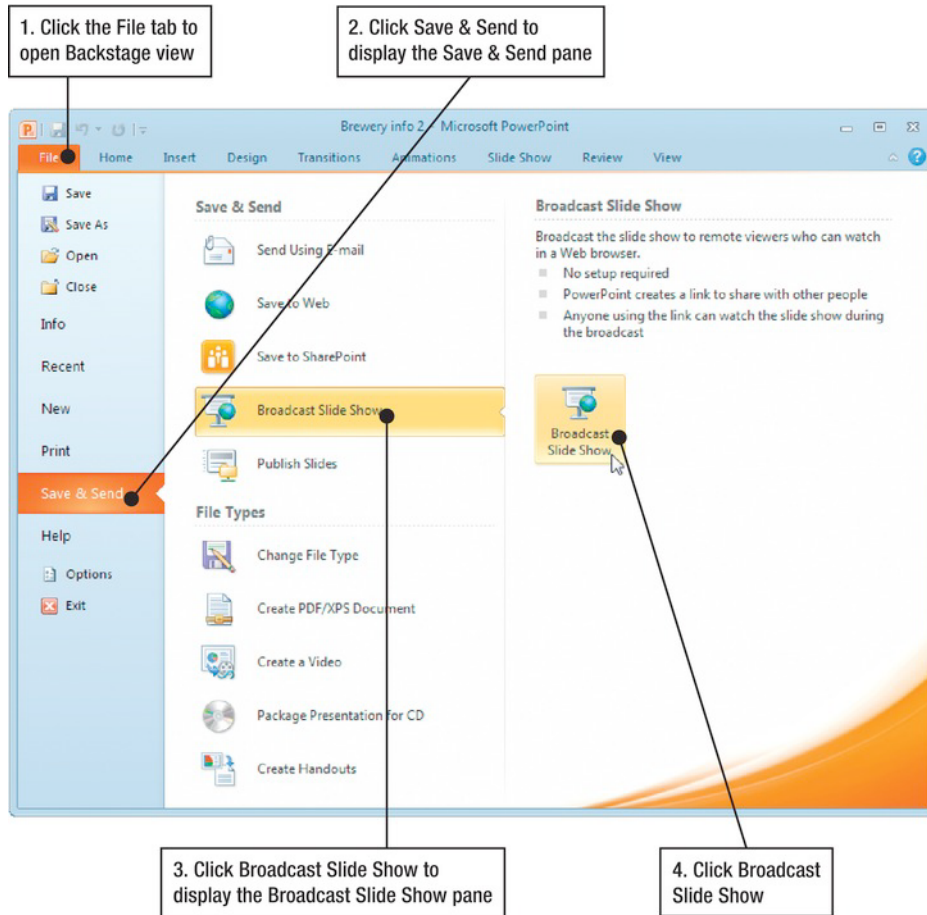 1. Click the File tab to
open Backstage view
2. Click Save & Send to
display the Save & Send pane
Brewery info 2 - Microsoft PowerPoint
File
Home
Insert
Design
Transitions
Animations
Slide Show
Review
View
Save
Save As
Open
Close
Info
Recent
New
Print
Save & Send
Help
Options
Exit
Save & Send
Send Using E-mail
Save to Web
Save to SharePoint
Broadcast Slide Show
Publish Slides
File Types
Change File Type
Create PDF/XPS Document
Create a Video
Package Presentation for CD
Create Handouts
Broadcast Slide Show
Broadcast the slide show to remote viewers who can watch
in a Web browser.
No setup required
PowerPoint creates a link to share with other people
Anyone using the link can watch the slide show during
the broadcast
Broadcast
Slide Show
3. Click Broadcast Slide Show to
display the Broadcast Slide Show pane
4. Click Broadcast
Slide Show